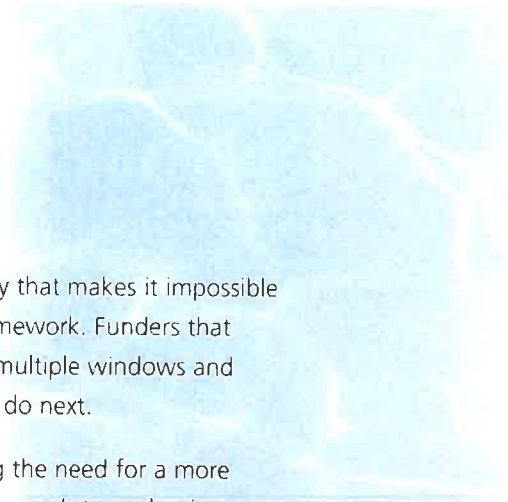 y that makes it impossible
mework. Funders that
multiple windows and
do next.
g the need for a more